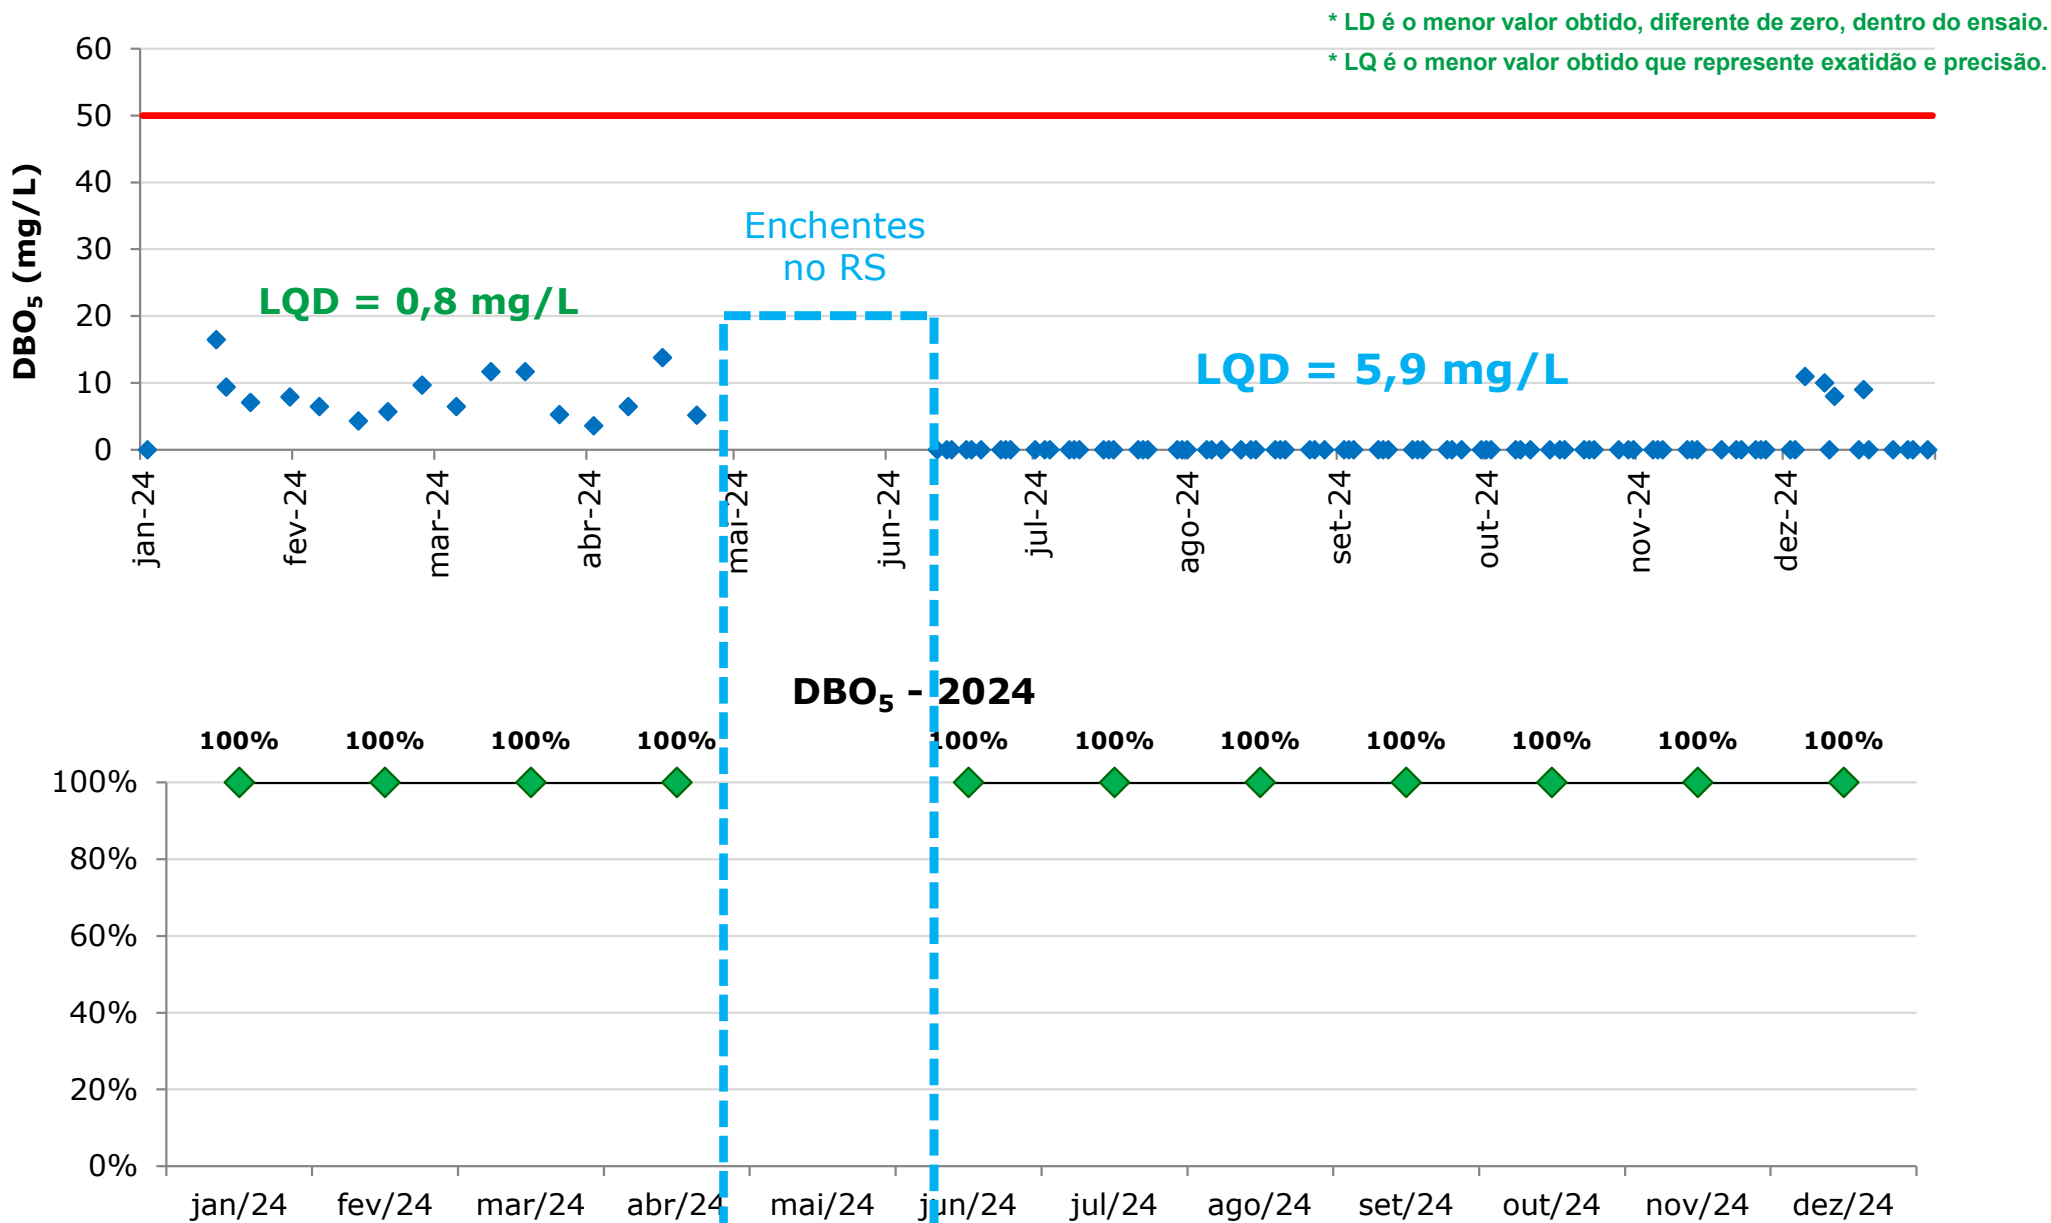 * LD é o menor valor obtido, diferente de zero, dentro do ensaio.
* LQ é o menor valor obtido que represente exatidão e precisão.
DBO₅ (mg/L)
60
50
40
30
20
10
0
Enchentes
no RS
LQD = 0,8 mg/L
LQD = 5,9 mg/L
jan-24
fev-24
mar-24
abr-24
mai-24
jun-24
jul-24
ago-24
set-24
out-24
nov-24
dez-24
DBO₅ - 2024
100% 100% 100% 100% 100% 100% 100% 100% 100% 100% 100%
100%
80%
60%
40%
20%
0%
jan/24 fev/24 mar/24 abr/24 mai/24 jun/24 jul/24 ago/24 set/24 out/24 nov/24 dez/24